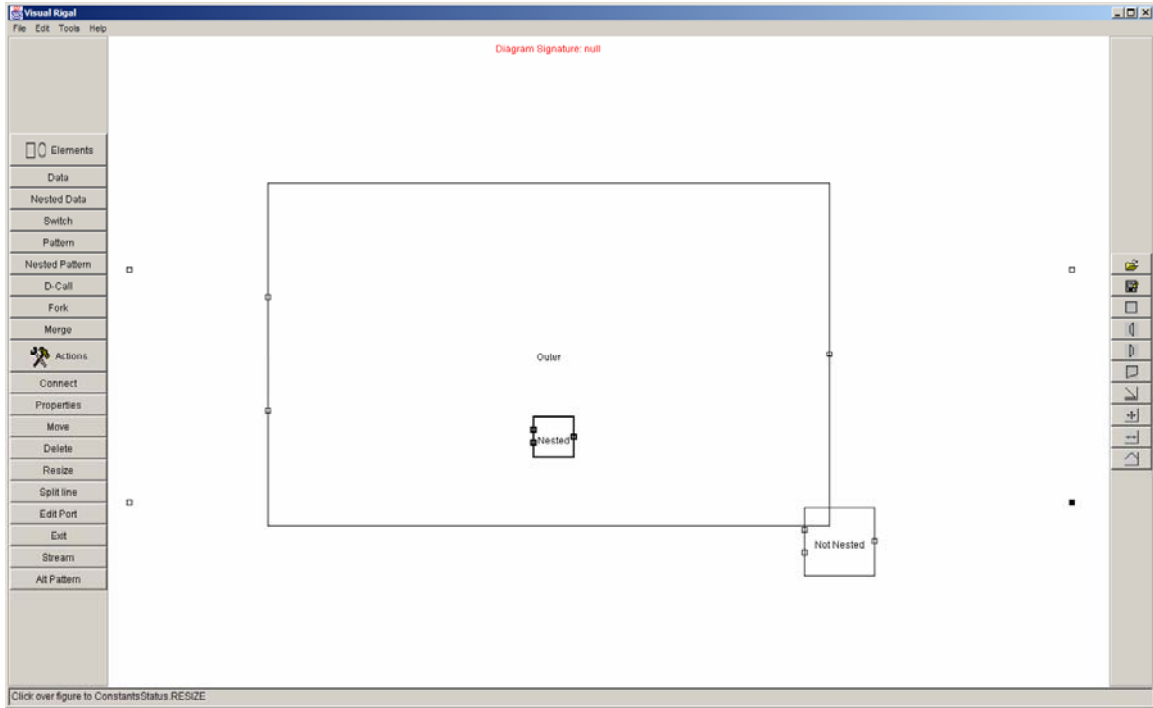 Visual Rigal
File Edit Tools Help
Diagram Signature: null
Elements
Data
Nested Data
Switch
Pattern
Nested Pattern
D-Call
Fork
Merge
Actions
Connect
Properties
Move
Delete
Resize
Split line
Edit Port
Exit
Stream
Alt Pattern
Outer
Nested
Not Nested
Click over figure to ConstantsStatus.RESIZE